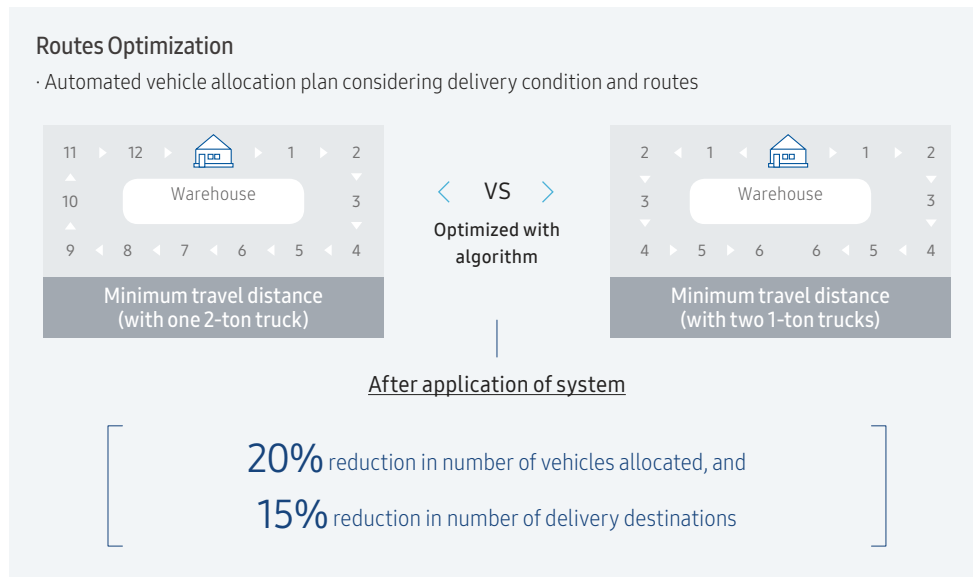 Routes Optimization
· Automated vehicle allocation plan considering delivery condition and routes
11 12 1 2
Warehouse
10 3
9 8 7 6 5 4
Minimum travel distance
(with one 2-ton truck)
VS
Optimized with
algorithm
2 1 1 2
Warehouse
3 3
4 5 6 6 5 4
Minimum travel distance
(with two 1-ton trucks)
After application of system
20% reduction in number of vehicles allocated, and
15% reduction in number of delivery destinations